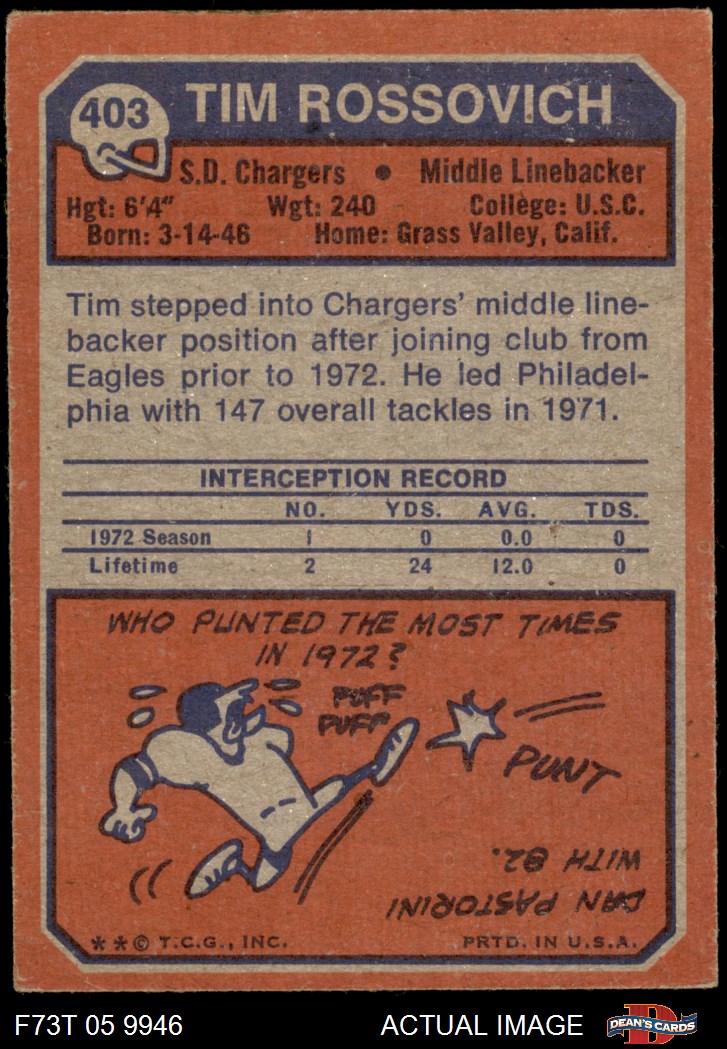 403
TIM ROSSOVICH
S.D. Chargers • Middle Linebacker
Hgt: 6'4" Wgt: 240 College: U.S.C.
Born: 3-14-46 Home: Grass Valley, Calif.
Tim stepped into Chargers' middle line-
backer position after joining club from
Eagles prior to 1972. He led Philadel-
phia with 147 overall tackles in 1971.
INTERCEPTION RECORD
NO. YDS. AVG. TDS.
1972 Season 1 0 0.0 0
Lifetime 2 24 12.0 0
WHO PUNTED THE MOST TIMES
IN 1972?
PUFF
PUFF
PUNT
DAN PASTORINI
WITH 82.
**© T.C.G., INC. PRTD. IN U.S.A.
F73T 05 9946 ACTUAL IMAGE D DEAN'S CARDS